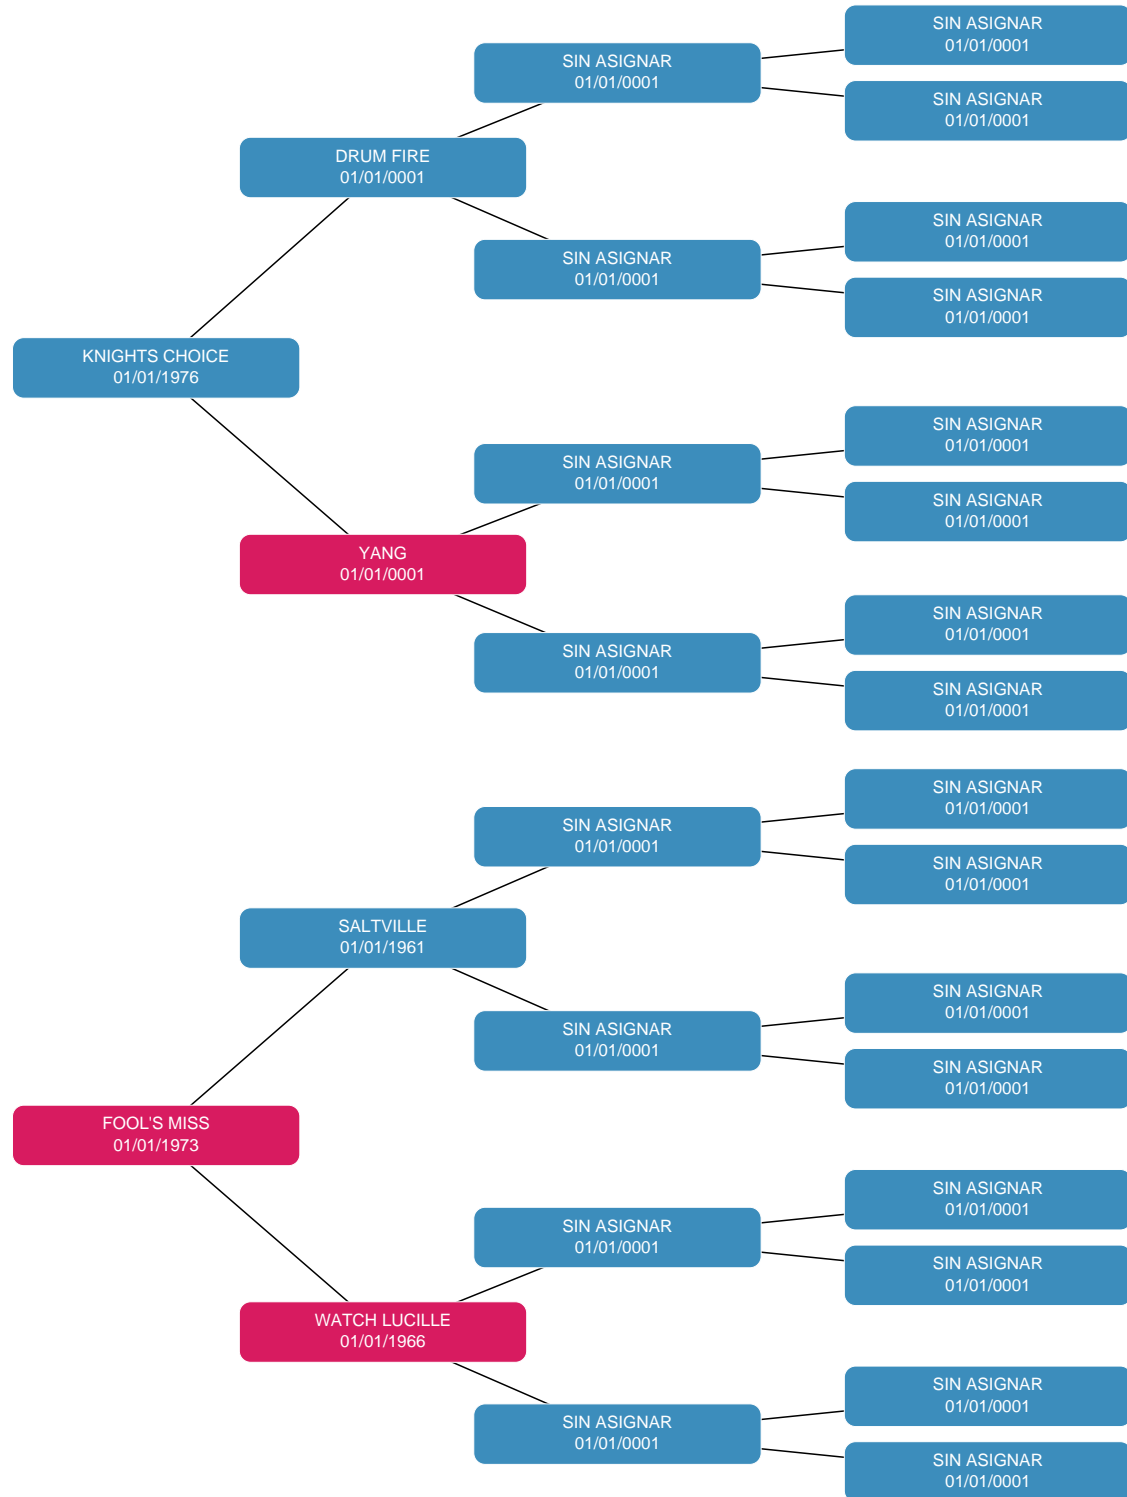 SIN ASIGNAR
01/01/0001
SIN ASIGNAR
01/01/0001
SIN ASIGNAR
01/01/0001
DRUM FIRE
01/01/0001
SIN ASIGNAR
01/01/0001
SIN ASIGNAR
01/01/0001
SIN ASIGNAR
01/01/0001
KNIGHTS CHOICE
01/01/1976
SIN ASIGNAR
01/01/0001
SIN ASIGNAR
01/01/0001
SIN ASIGNAR
01/01/0001
YANG
01/01/0001
SIN ASIGNAR
01/01/0001
SIN ASIGNAR
01/01/0001
SIN ASIGNAR
01/01/0001
SIN ASIGNAR
01/01/0001
SIN ASIGNAR
01/01/0001
SIN ASIGNAR
01/01/0001
SALTVILLE
01/01/1961
SIN ASIGNAR
01/01/0001
SIN ASIGNAR
01/01/0001
SIN ASIGNAR
01/01/0001
FOOL'S MISS
01/01/1973
SIN ASIGNAR
01/01/0001
SIN ASIGNAR
01/01/0001
SIN ASIGNAR
01/01/0001
WATCH LUCILLE
01/01/1966
SIN ASIGNAR
01/01/0001
SIN ASIGNAR
01/01/0001
SIN ASIGNAR
01/01/0001